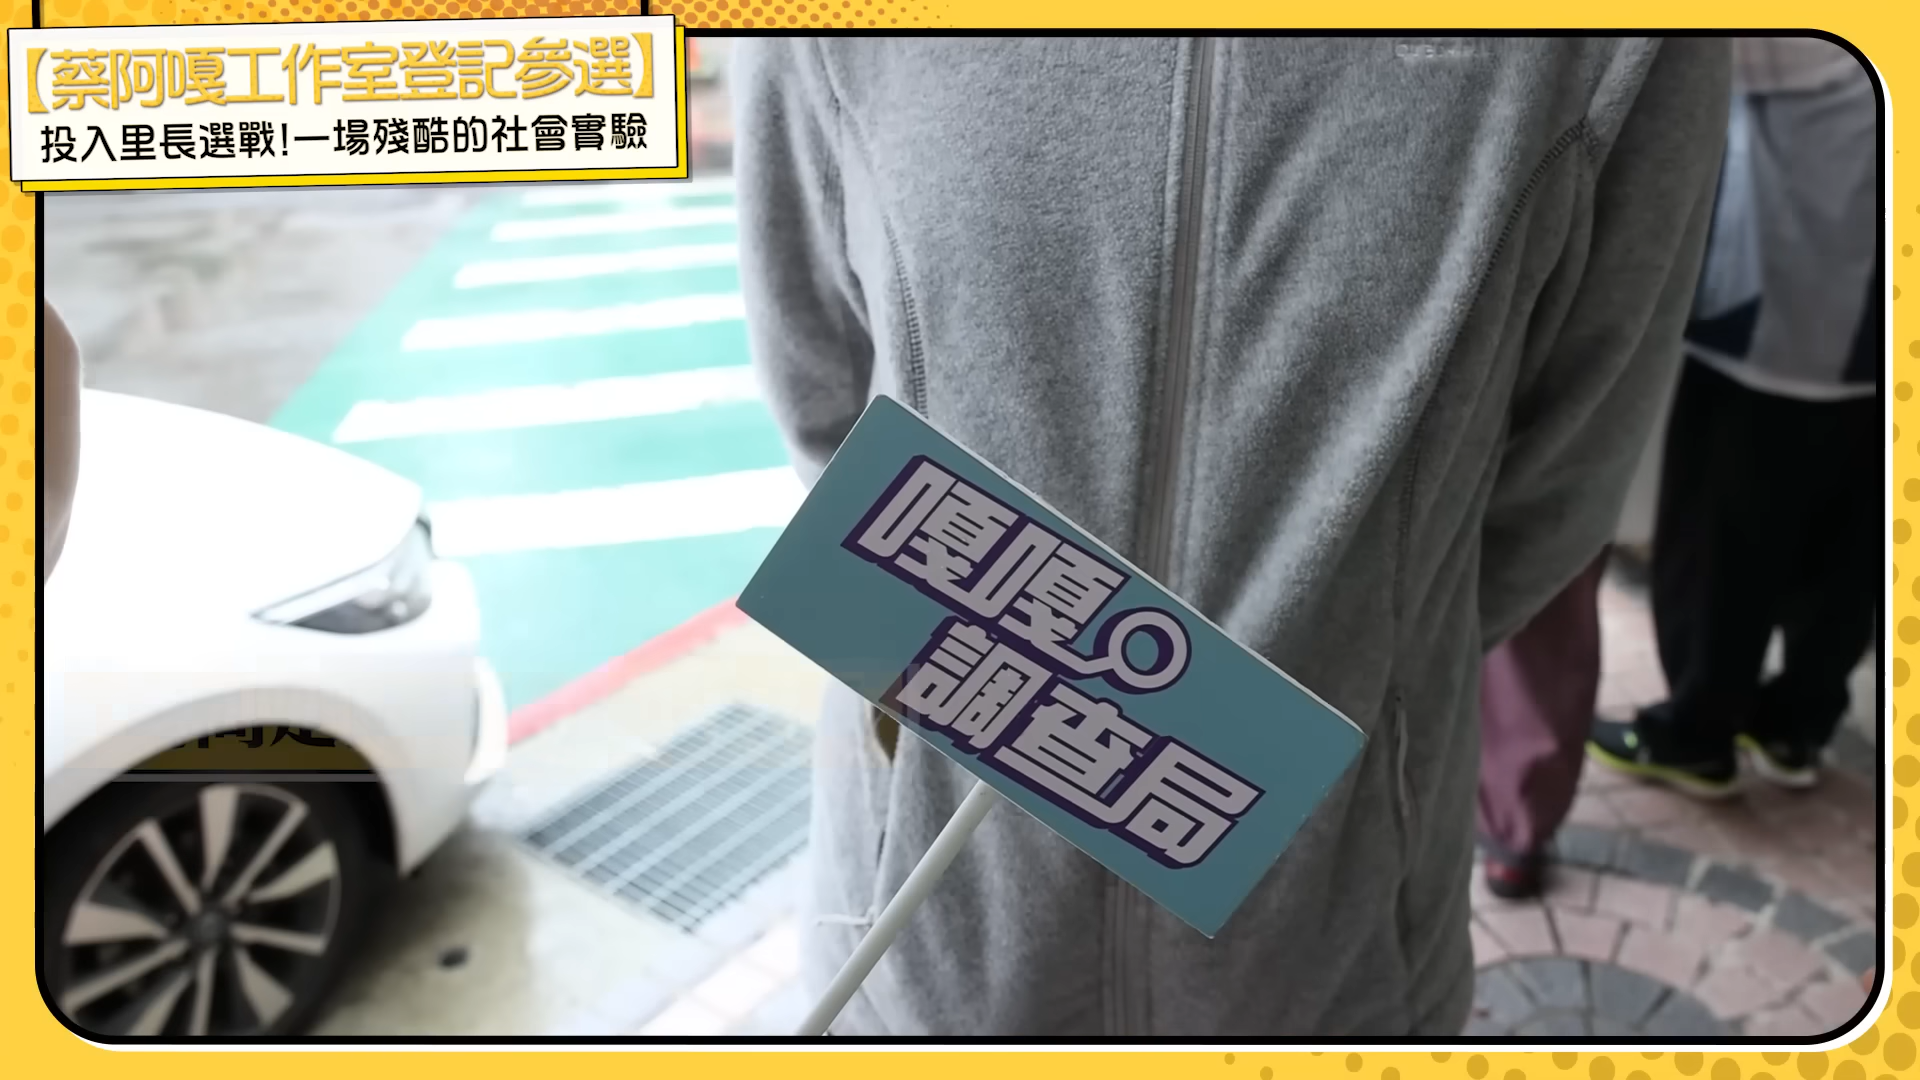 【蔡阿嘎工作室登記參選】
投入里長選戰!一場殘酷的社會實驗
嘎嘎
調查局